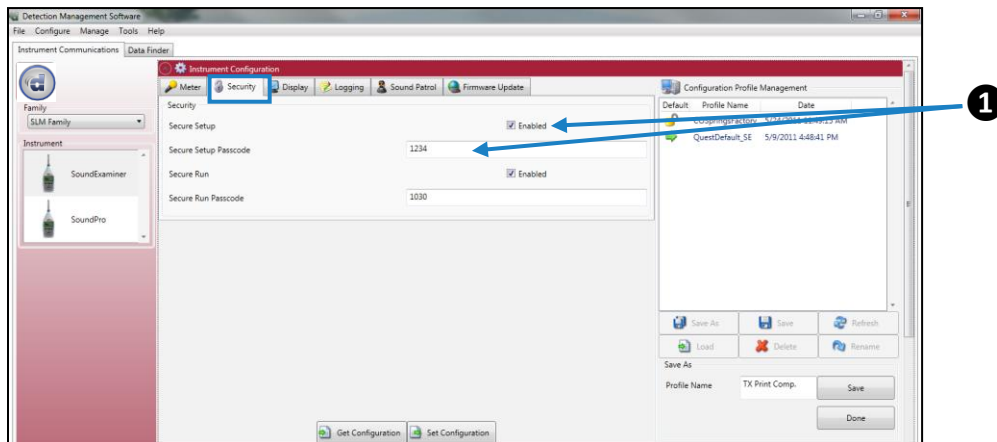 Detection Management Software
File Configure Manage Tools Help
Instrument Communications Data Finder
d
Family
SLM Family
Instrument
SoundExaminer
SoundPro
Instrument Configuration
Meter Security Display Logging Sound Patrol Firmware Update
Security
Secure Setup Enabled
Secure Setup Passcode 1234
Secure Run Enabled
Secure Run Passcode 1030
Get Configuration Set Configuration
Configuration Profile Management
Default Profile Name Date
AM
QuestDefault_SE 5/9/2011 4:48:41 PM
Save As Save Refresh
Load Delete Rename
Save As
Profile Name TX Print Comp. Save
Done
1